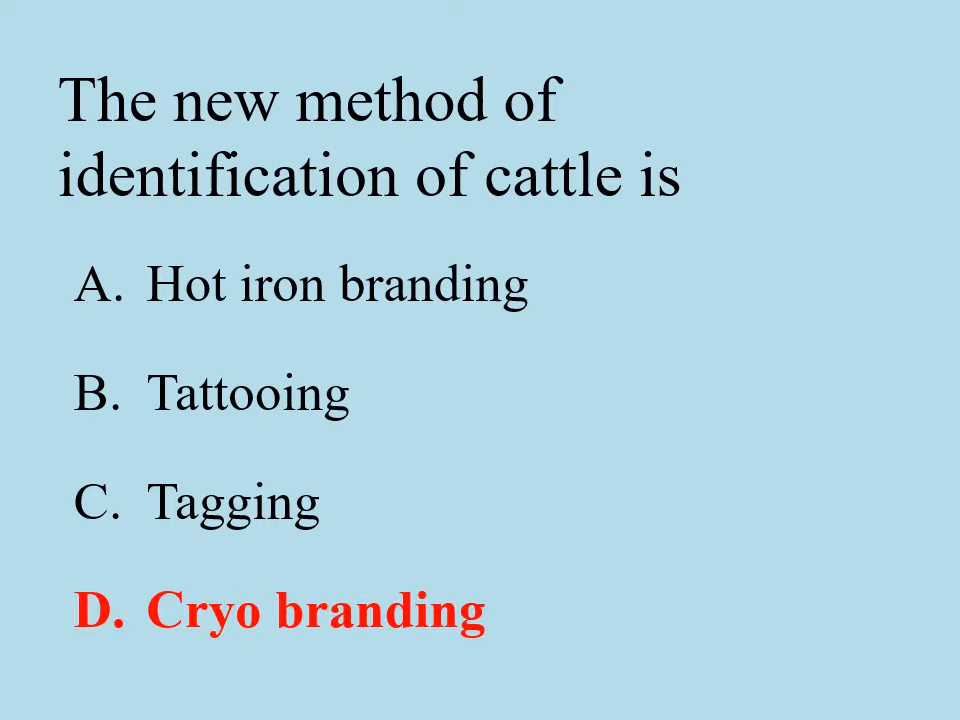 The new method of
identification of cattle is
A. Hot iron branding
B. Tattooing
C. Tagging
D. Cryo branding